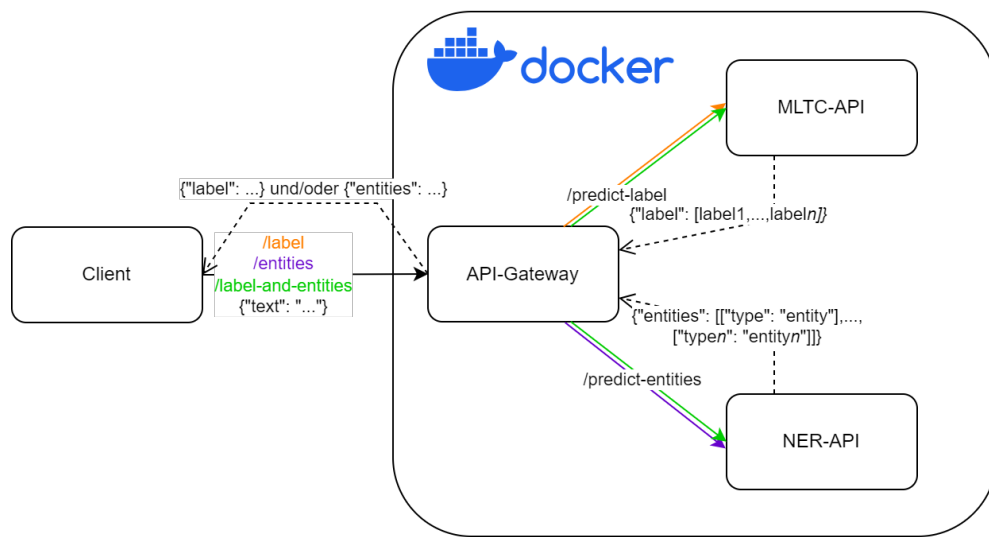 docker
MLTC-API
{"label": ...} und/oder {"entities": ...}
/predict-label
{"label": [label1,...,labeln]}
Client
/label
/entities
/label-and-entities
{"text": "..."}
API-Gateway
{"entities": [["type": "entity"],...,
["typen": "entityn"]]}
/predict-entities
NER-API